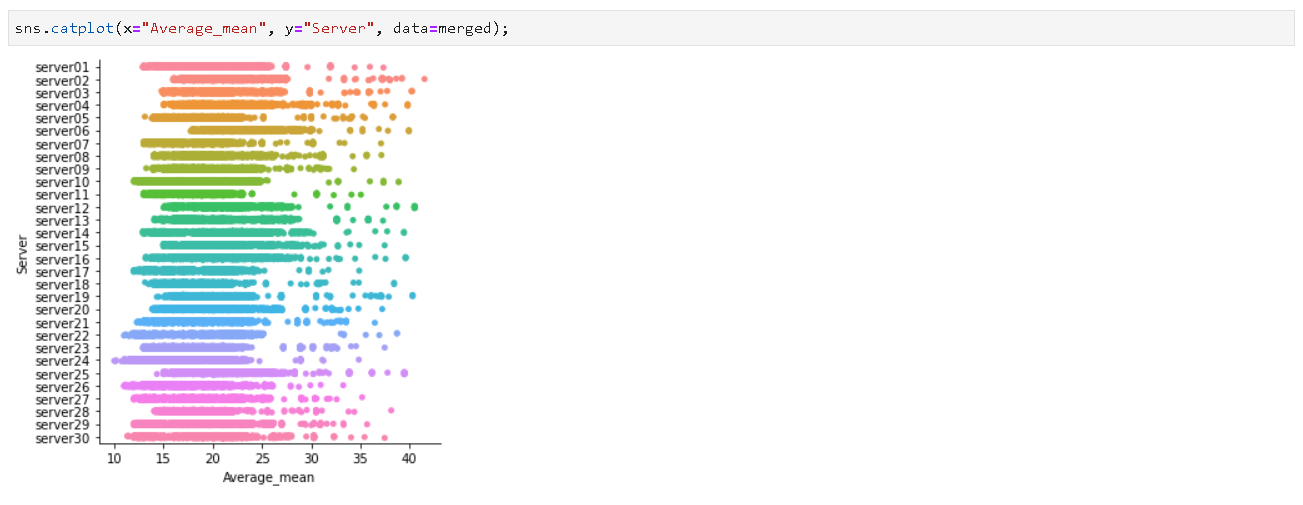 sns.catplot(x="Average_mean", y="Server", data=merged);
server01
server02
server03
server04
server05
server06
server07
server08
server09
server10
server11
server12
server13
server14
server15
server16
server17
server18
server19
server20
server21
server22
server23
server24
server25
server26
server27
server28
server29
server30
Server
10 15 20 25 30 35 40
Average_mean